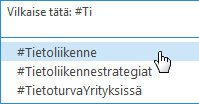 Vilkaise tätä: #Ti
#Tietoliikenne
#Tietoliikennestrategiat
#TietoturvaYrityksissä